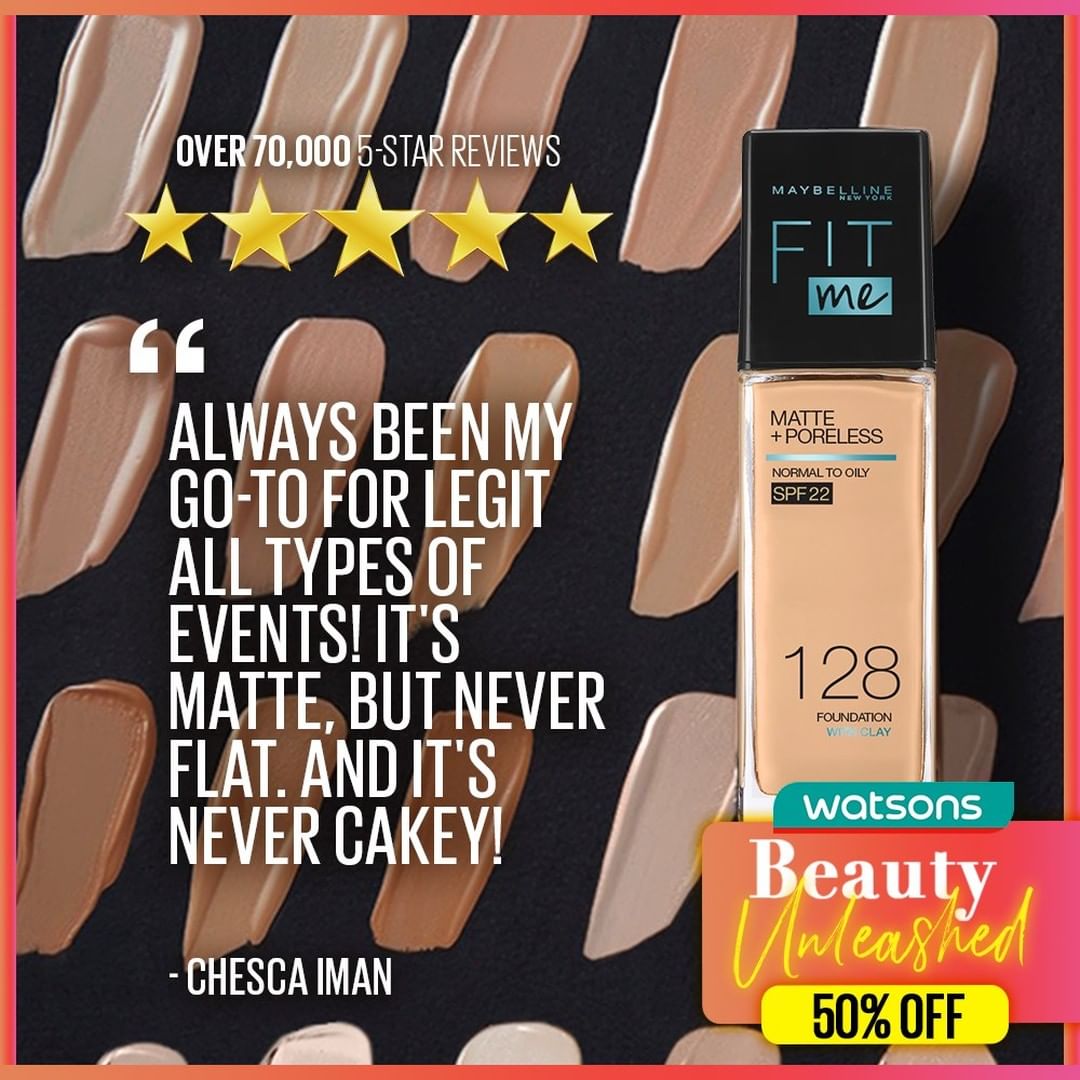 OVER 70,000 5-STAR REVIEWS
“
ALWAYS BEEN MY
GO-TO FOR LEGIT
ALL TYPES OF
EVENTS! IT'S
MATTE, BUT NEVER
FLAT. AND IT'S
NEVER CAKEY!
- CHESCA IMAN
MAYBELLINE
NEW YORK
FIT
me
MATTE
+ PORELESS
NORMAL TO OILY
SPF 22
128
FOUNDATION
WITH CLAY
watsons
Beauty
Unleashed
50% OFF